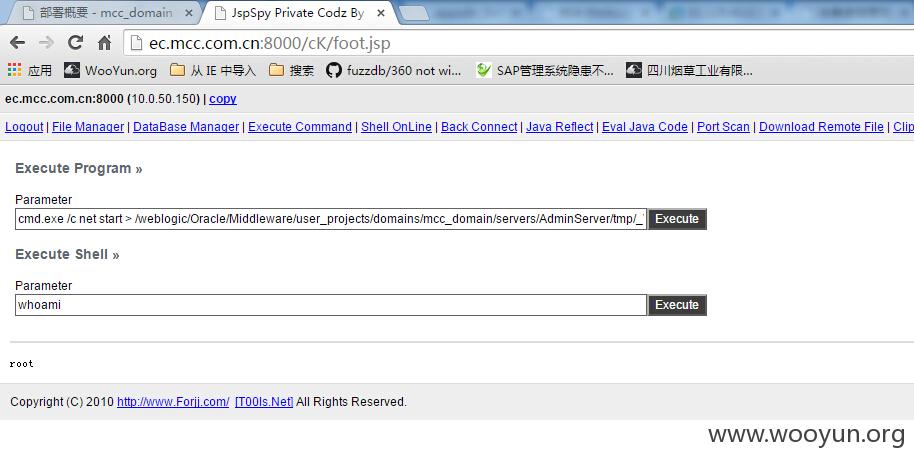 部署概要 - mcc_domain
JspSpy Private Codz By
ec.mcc.com.cn:8000/cK/foot.jsp
应用 WooYun.org 从 IE 中导入 搜索 fuzzdb/360 not wi... SAP管理系统隐患不... 四川烟草工业有限...
ec.mcc.com.cn:8000 (10.0.50.150) | copy
Logout | File Manager | DataBase Manager | Execute Command | Shell OnLine | Back Connect | Java Reflect | Eval Java Code | Port Scan | Download Remote File | Clip
Execute Program »
Parameter
cmd.exe /c net start > /weblogic/Oracle/Middleware/user_projects/domains/mcc_domain/servers/AdminServer/tmp/_ Execute
Execute Shell »
Parameter
whoami Execute
root
Copyright (C) 2010 http://www.Forjj.com/ [T00ls.Net] All Rights Reserved.
www.wooyun.org